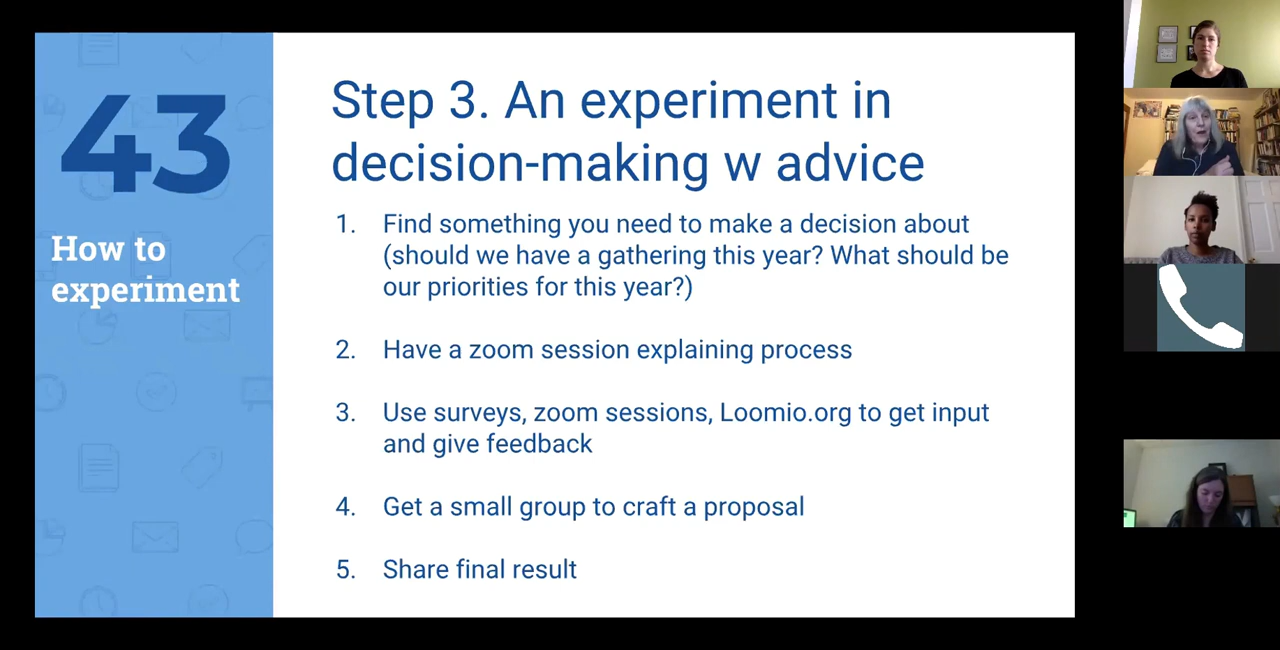 43
How to
experiment
Step 3. An experiment in
decision-making w advice
1. Find something you need to make a decision about
(should we have a gathering this year? What should be
our priorities for this year?)
2. Have a zoom session explaining process
3. Use surveys, zoom sessions, Loomio.org to get input
and give feedback
4. Get a small group to craft a proposal
5. Share final result